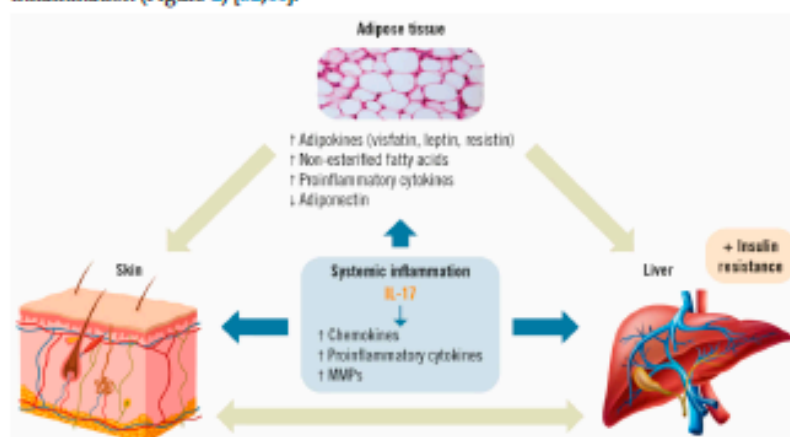 Adipose tissue
↑ Adipokines (visfatin, leptin, resistin)
↑ Non-esterified fatty acids
↑ Proinflammatory cytokines
↓ Adiponectin
Skin
Systemic inflammation
IL-17
↑ Chemokines
↑ Proinflammatory cytokines
↑ MMPs
Liver
+ Insulin
resistance